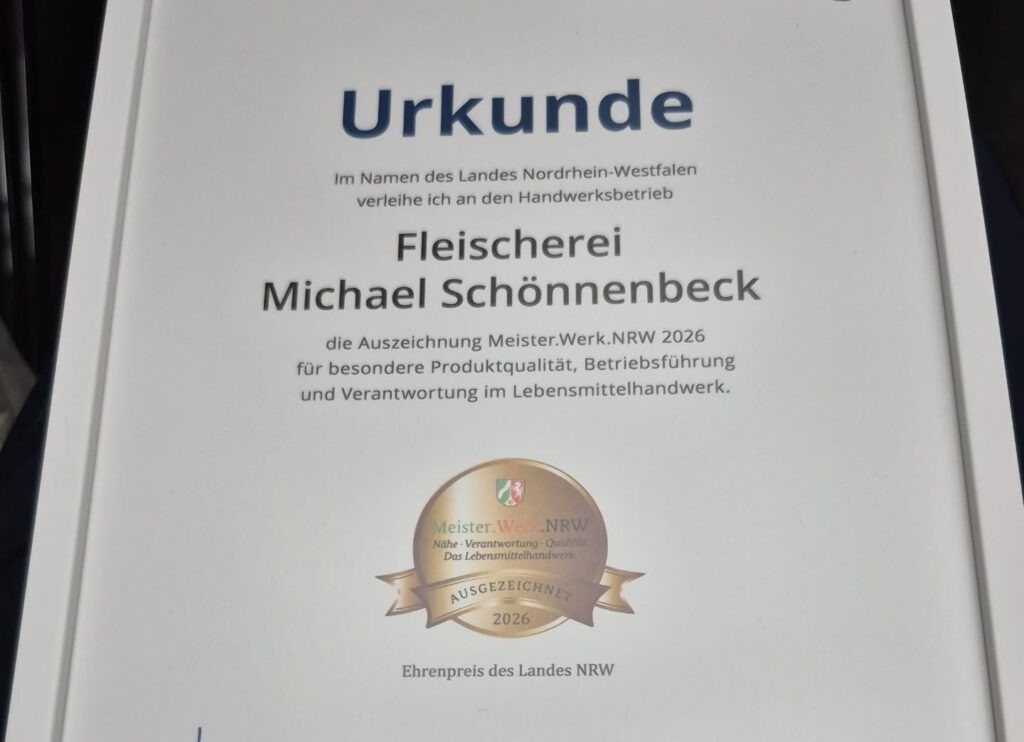 Urkunde
Im Namen des Landes Nordrhein-Westfalen
verleihe ich an den Handwerksbetrieb
Fleischerei
Michael Schönnenbeck
die Auszeichnung Meister.Werk.NRW 2026
für besondere Produktqualität, Betriebsführung
und Verantwortung im Lebensmittelhandwerk.
Meister.Werk.NRW
Nähe · Verantwortung · Qualität
Das Lebensmittelhandwerk
AUSGEZEICHNET
2026
Ehrenpreis des Landes NRW